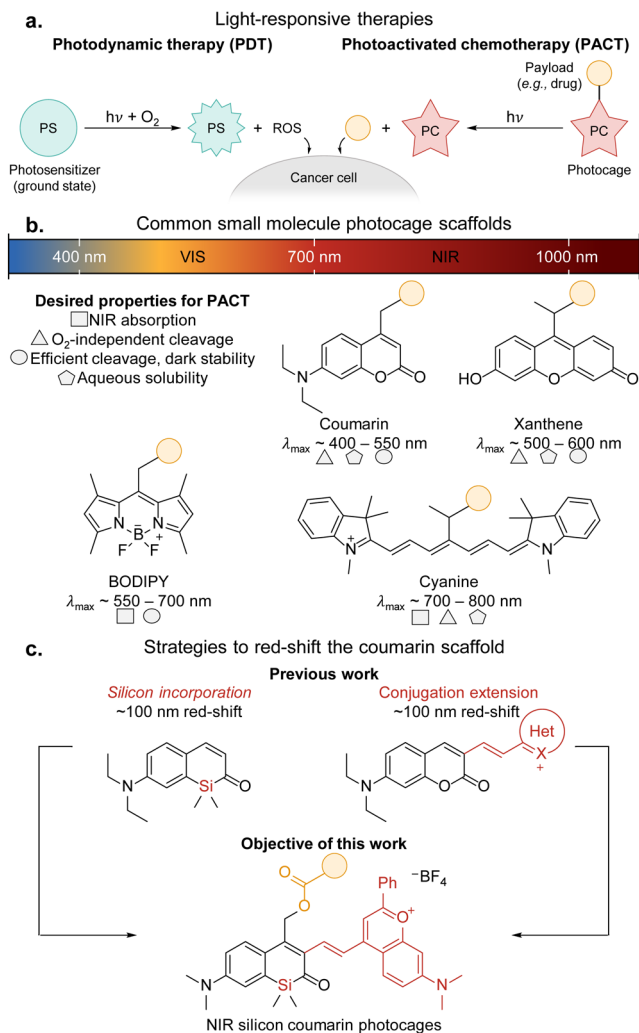 a. Light-responsive therapies
Photodynamic therapy (PDT) Photoactivated chemotherapy (PACT)
Payload
(e.g., drug)
PS hν + O2 PS + ROS + PC hν PC
Photosensitizer
(ground state)
Photocage
Cancer cell
b. Common small molecule photocage scaffolds
400 nm VIS 700 nm NIR 1000 nm
Desired properties for PACT
NIR absorption
O2-independent cleavage
Efficient cleavage, dark stability
Aqueous solubility
N O O
Coumarin
λmax ~ 400 – 550 nm
HO O O
Xanthene
λmax ~ 500 – 600 nm
N B− N+
F F
BODIPY
λmax ~ 550 – 700 nm
N+ N
Cyanine
λmax ~ 700 – 800 nm
c. Strategies to red-shift the coumarin scaffold
Previous work
Silicon incorporation
~100 nm red-shift
Conjugation extension
~100 nm red-shift
N Si O
Het
X
+
N O O
Objective of this work
O
O
Ph
−BF4
O+
N Si O
N
NIR silicon coumarin photocages